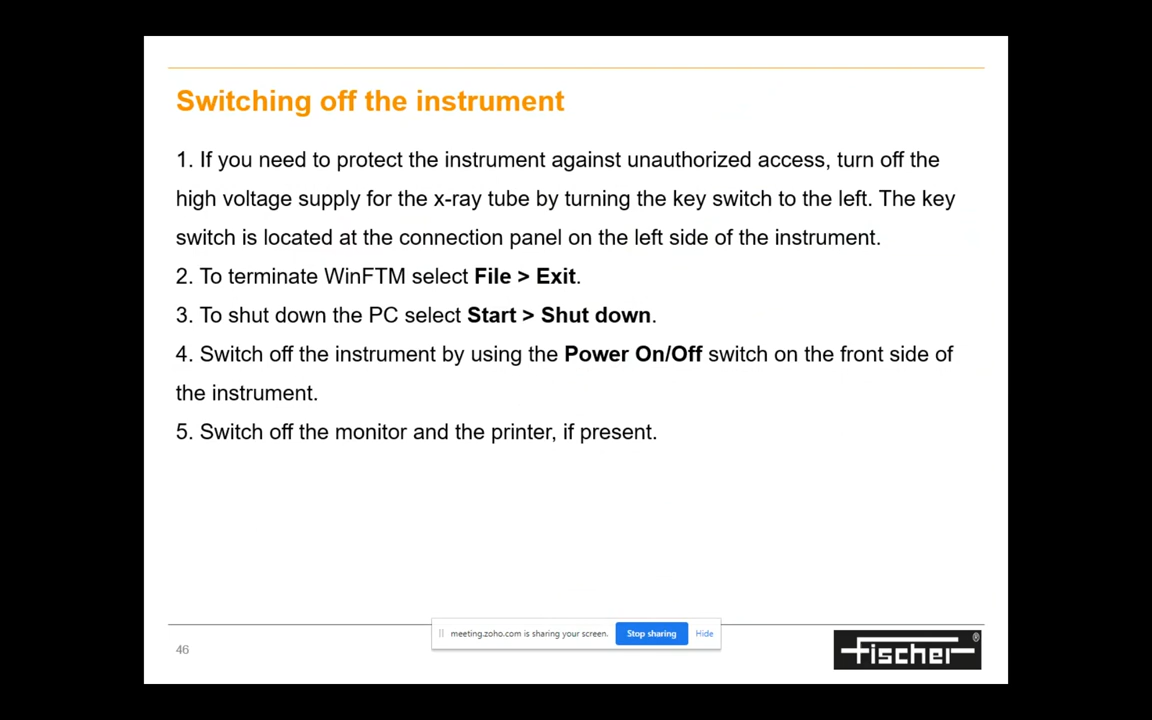 Switching off the instrument
1. If you need to protect the instrument against unauthorized access, turn off the
high voltage supply for the x-ray tube by turning the key switch to the left. The key
switch is located at the connection panel on the left side of the instrument.
2. To terminate WinFTM select File > Exit.
3. To shut down the PC select Start > Shut down.
4. Switch off the instrument by using the Power On/Off switch on the front side of
the instrument.
5. Switch off the monitor and the printer, if present.
meeting.zoho.com is sharing your screen. Stop sharing Hide
46
fischer®